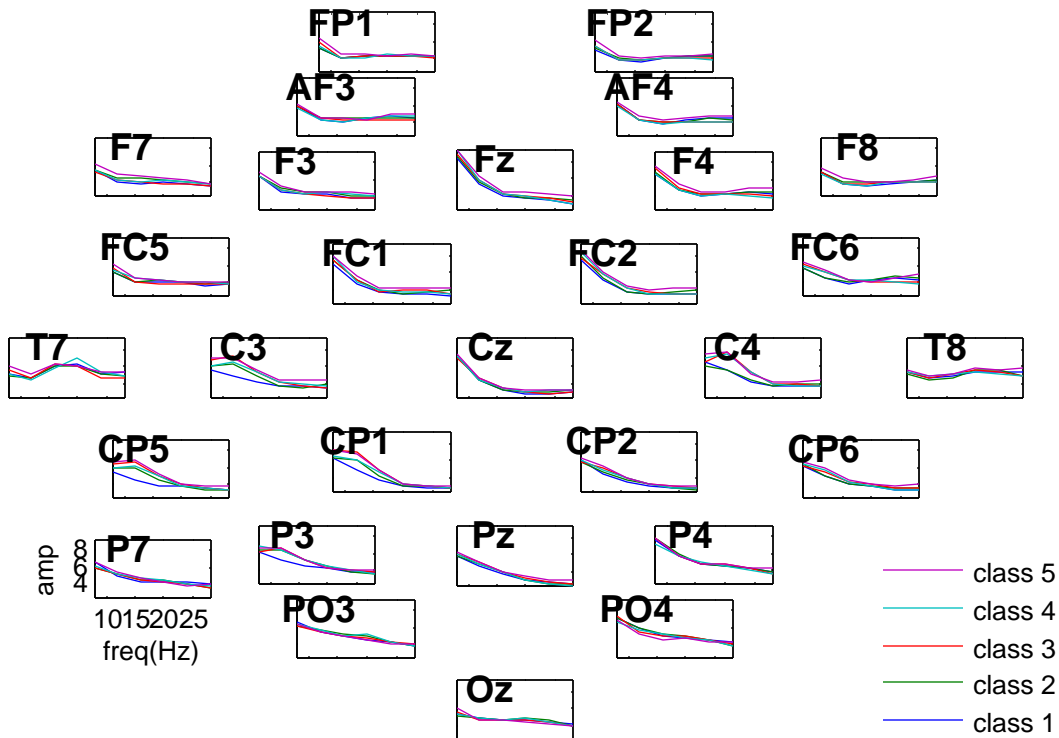 FP1 FP2
AF3 AF4
F7 F3 Fz F4 F8
FC5 FC1 FC2 FC6
T7 C3 Cz C4 T8
CP5 CP1 CP2 CP6
P7 P3 Pz P4
8
6
4
amp
10152025
freq(Hz)
PO3 PO4
Oz
class 5
class 4
class 3
class 2
class 1